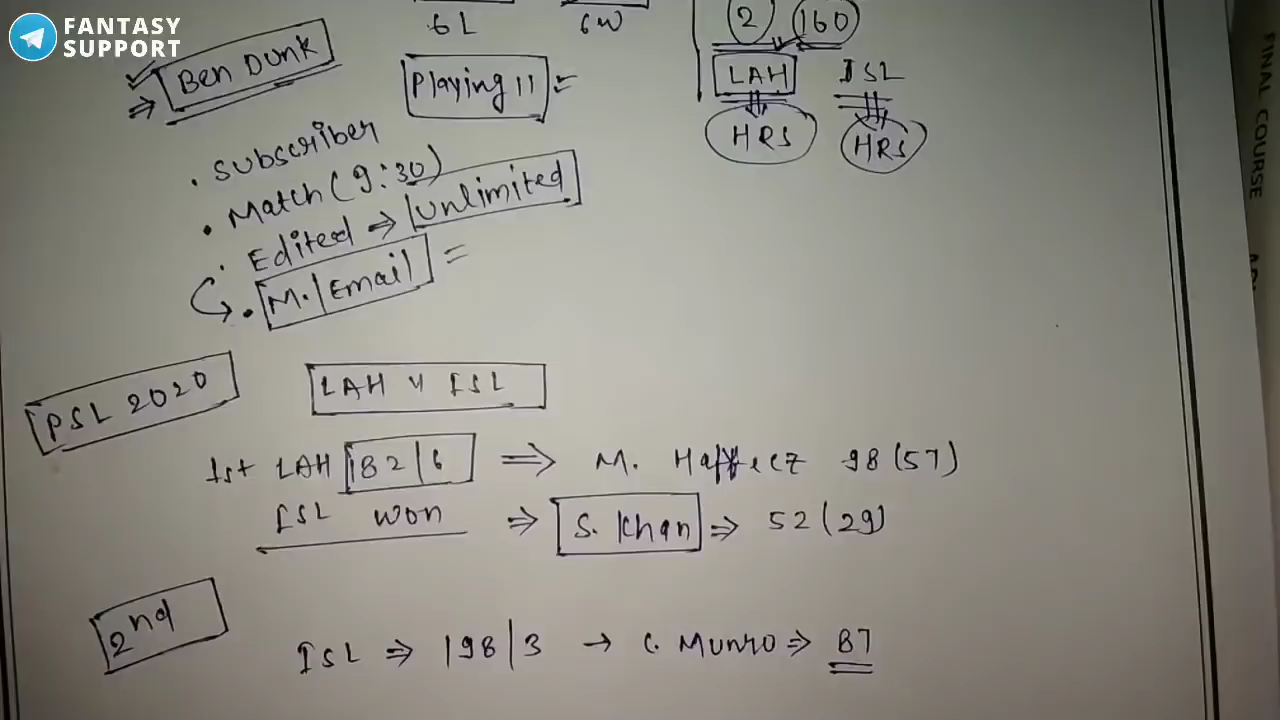 FANTASY
SUPPORT
6L 6W
2 160
Ben Dunk
Playing 11
LAH ISL
HRS HRS
. Subscriber
. Match (9:30)
. Edited ⇒ Unlimited
. M./Email =
FINAL COURSE
PSL 2020
LAH v ISL
1st LAH 182/6 ⇒ M. Hafeez 98 (57)
ISL won ⇒ S. Khan ⇒ 52 (29)
2nd
ISL ⇒ 198/3 → C. Munro ⇒ 87